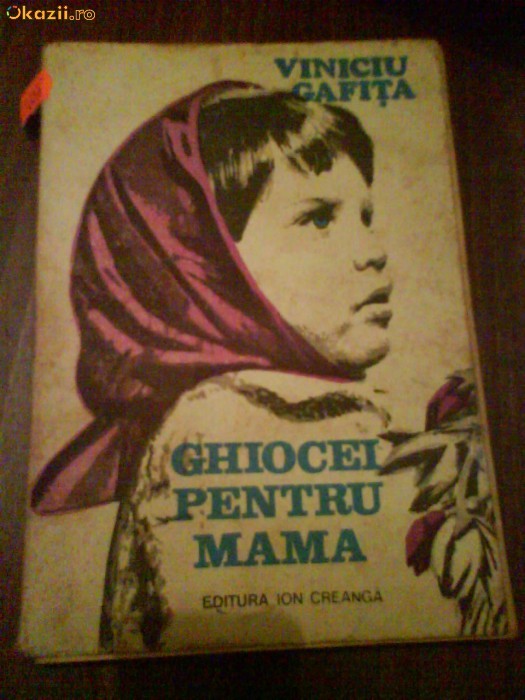 Okazii.ro
VINICIU
GAFIȚA
GHIOCEI
PENTRU
MAMA
EDITURA ION CREANGĂ